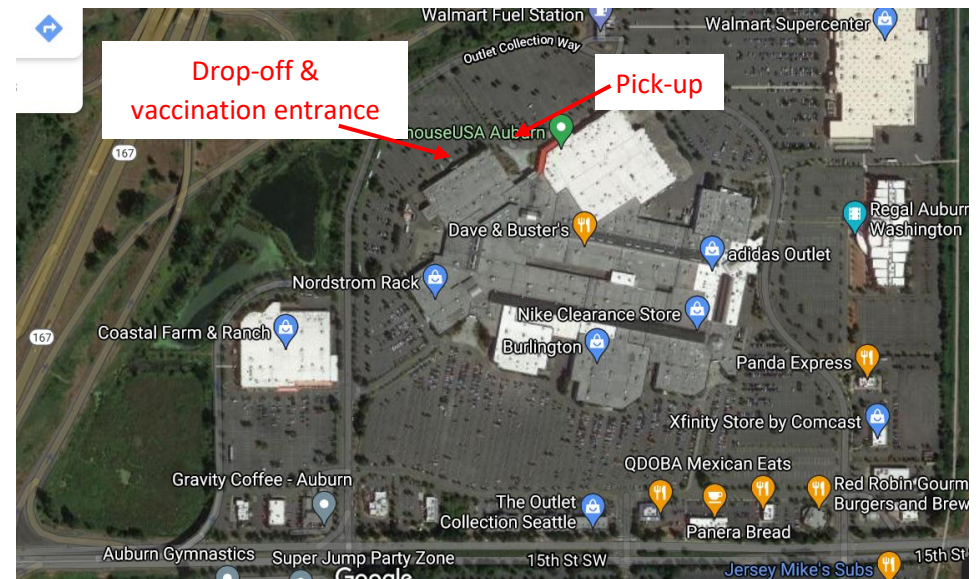 Walmart Fuel Station
Walmart Supercenter
Outlet Collection Way
Drop-off &
vaccination entrance
Pick-up
houseUSA Auburn
167
Regal Auburn
Washington
Dave & Buster's
adidas Outlet
Nordstrom Rack
Nike Clearance Store
Coastal Farm & Ranch
167
Burlington
Panda Express
Xfinity Store by Comcast
QDOBA Mexican Eats
Gravity Coffee - Auburn
Red Robin Gourm
Burgers and Brew
The Outlet
Collection Seattle
Panera Bread
Auburn Gymnastics
Super Jump Party Zone
15th St SW
15th St
Jersey Mike's Subs
Google